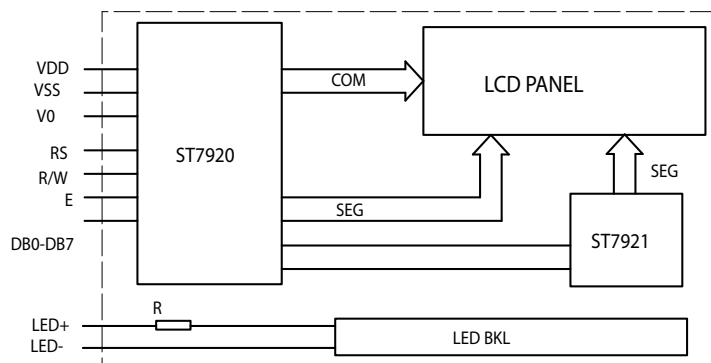 VDD
VSS
V0
RS
R/W
E
DB0-DB7
LED+
LED-
ST7920
COM
LCD PANEL
SEG
SEG
ST7921
R
LED BKL